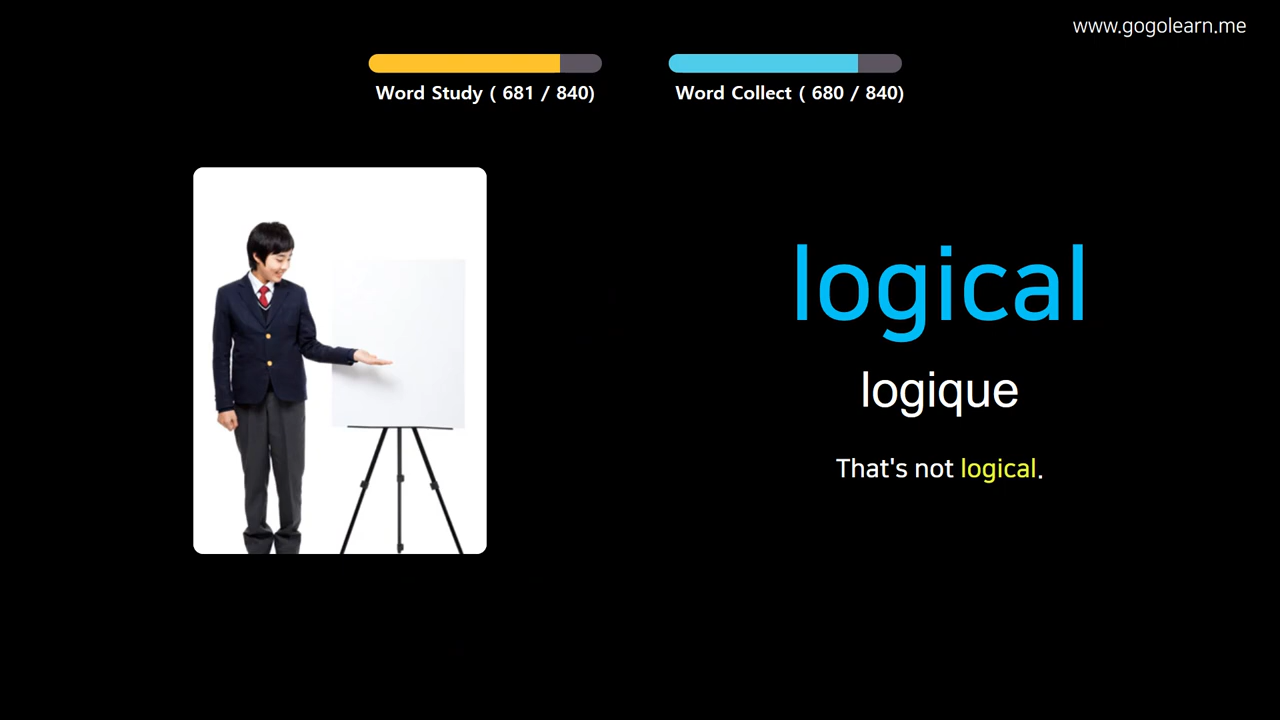 www.gogolearn.me
Word Study ( 681 / 840)
Word Collect ( 680 / 840)
logical
logique
That's not logical.